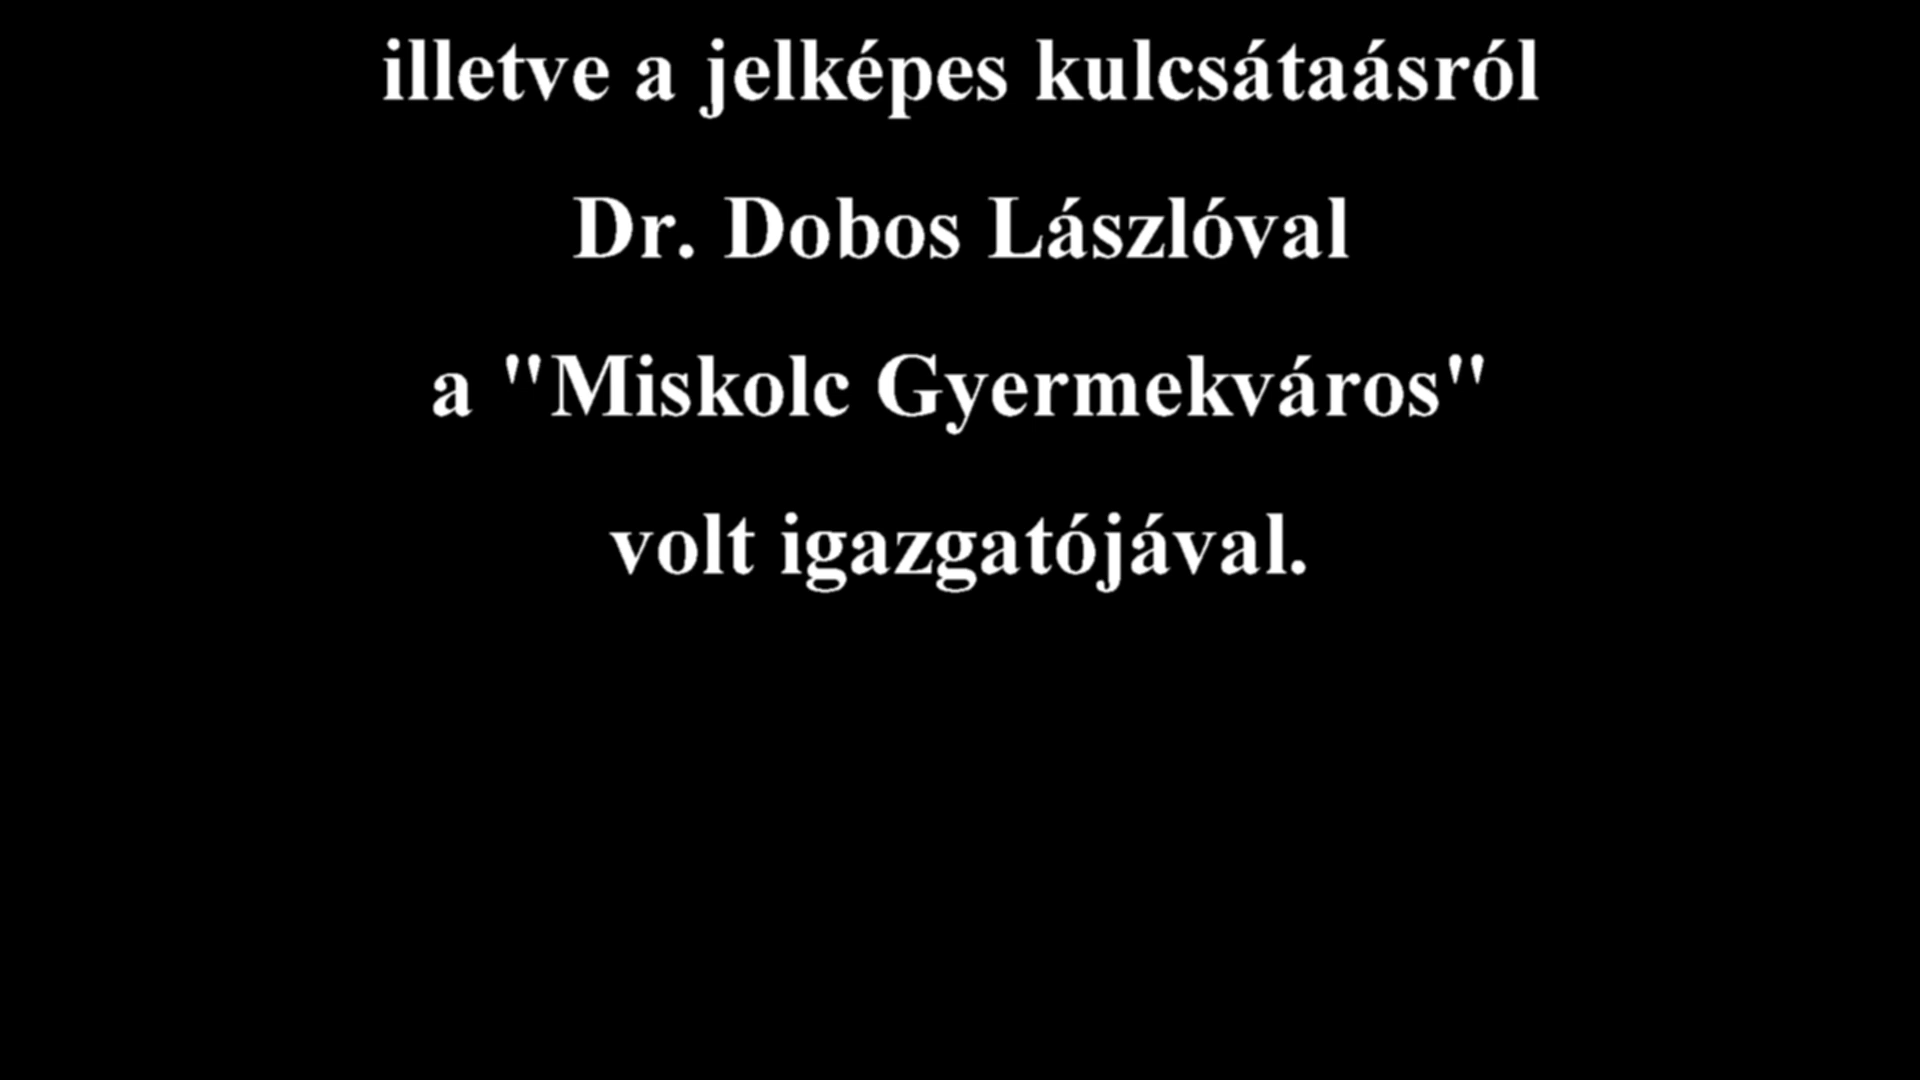 illetve a jelképes kulcsátaásról
Dr. Dobos Lászlóval
a "Miskolc Gyermekváros"
volt igazgatójával.